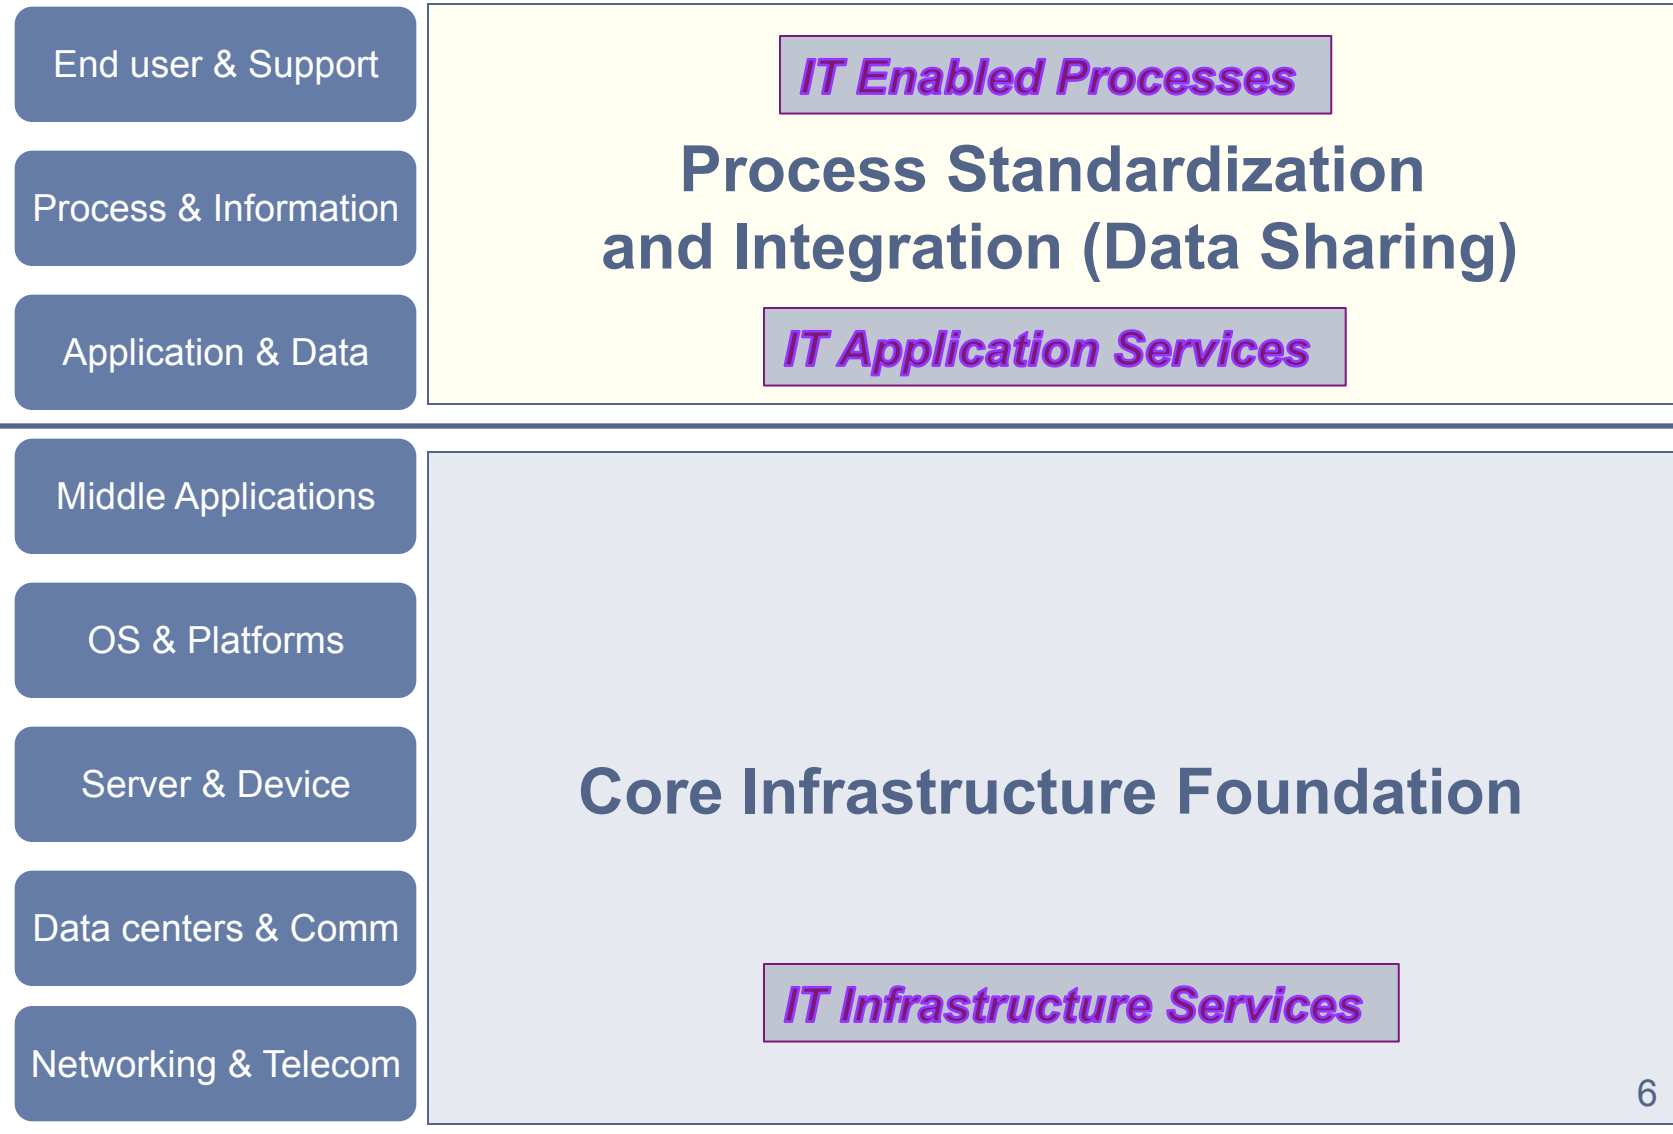 End user & Support
Process & Information
Application & Data
IT Enabled Processes
Process Standardization
and Integration (Data Sharing)
IT Application Services
Middle Applications
OS & Platforms
Server & Device
Data centers & Comm
Networking & Telecom
Core Infrastructure Foundation
IT Infrastructure Services
6